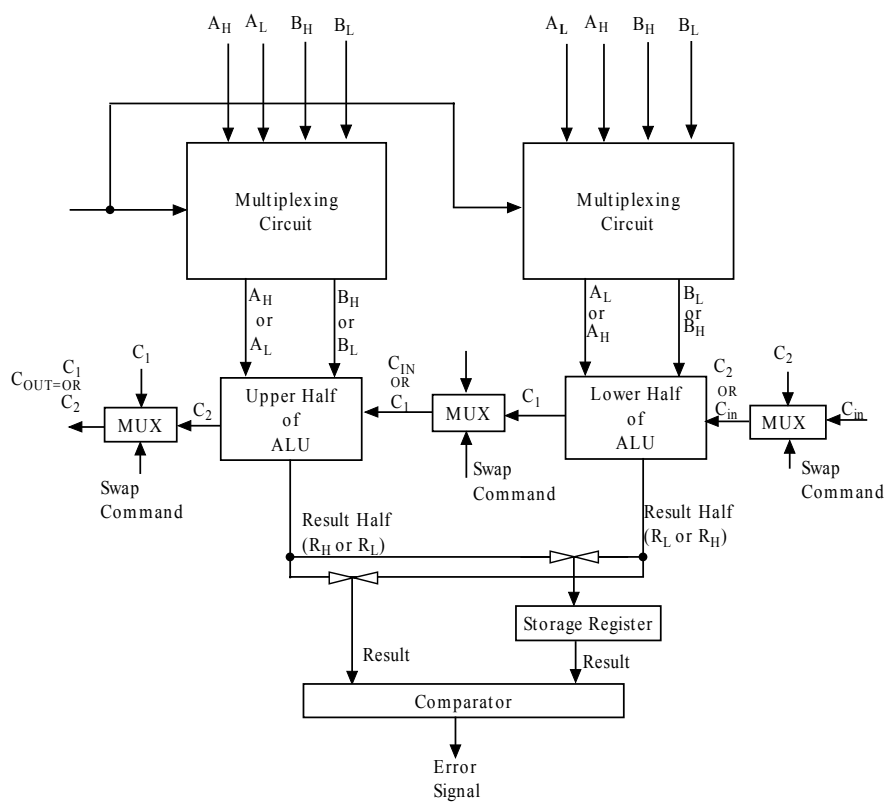 A_H A_L B_H B_L
A_L A_H B_H B_L
Multiplexing
Circuit
Multiplexing
Circuit
A_H
or
A_L
B_H
or
B_L
A_L
or
A_H
B_L
or
B_H
C_1
C_OUT=OR
C_1
C_2
MUX
C_2
Swap
Command
Upper Half
of
ALU
C_IN
OR
C_1
MUX
C_1
Swap
Command
Lower Half
of
ALU
C_2
OR
C_in
C_2
MUX
C_in
Swap
Command
Result Half
(R_H or R_L)
Result Half
(R_L or R_H)
Storage Register
Result
Result
Comparator
Error
Signal